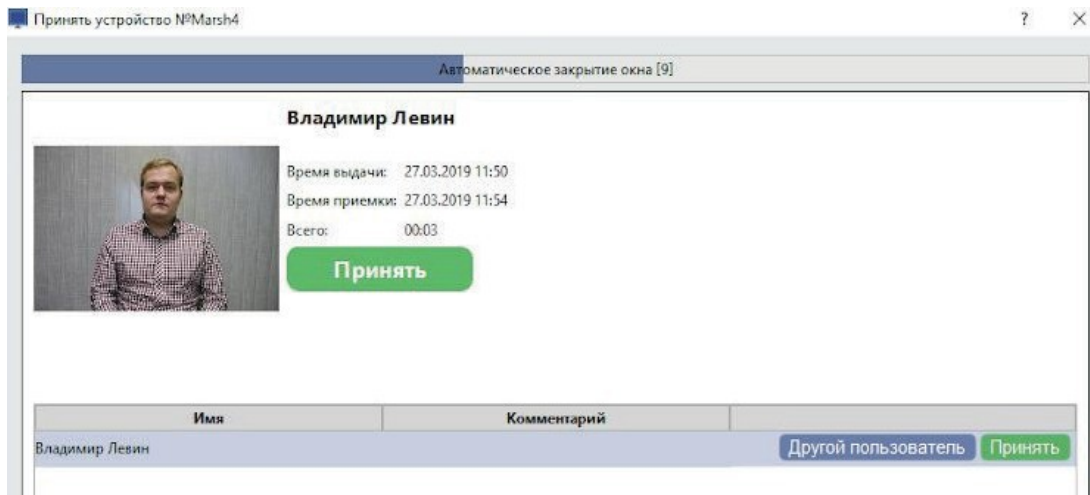 Принять устройство №Marsh4 ?
Автоматическое закрытие окна [9]
Владимир Левин
Время выдачи: 27.03.2019 11:50
Время приемки: 27.03.2019 11:54
Всего: 00:03
Принять
Имя Комментарий
Владимир Левин Другой пользователь Принять